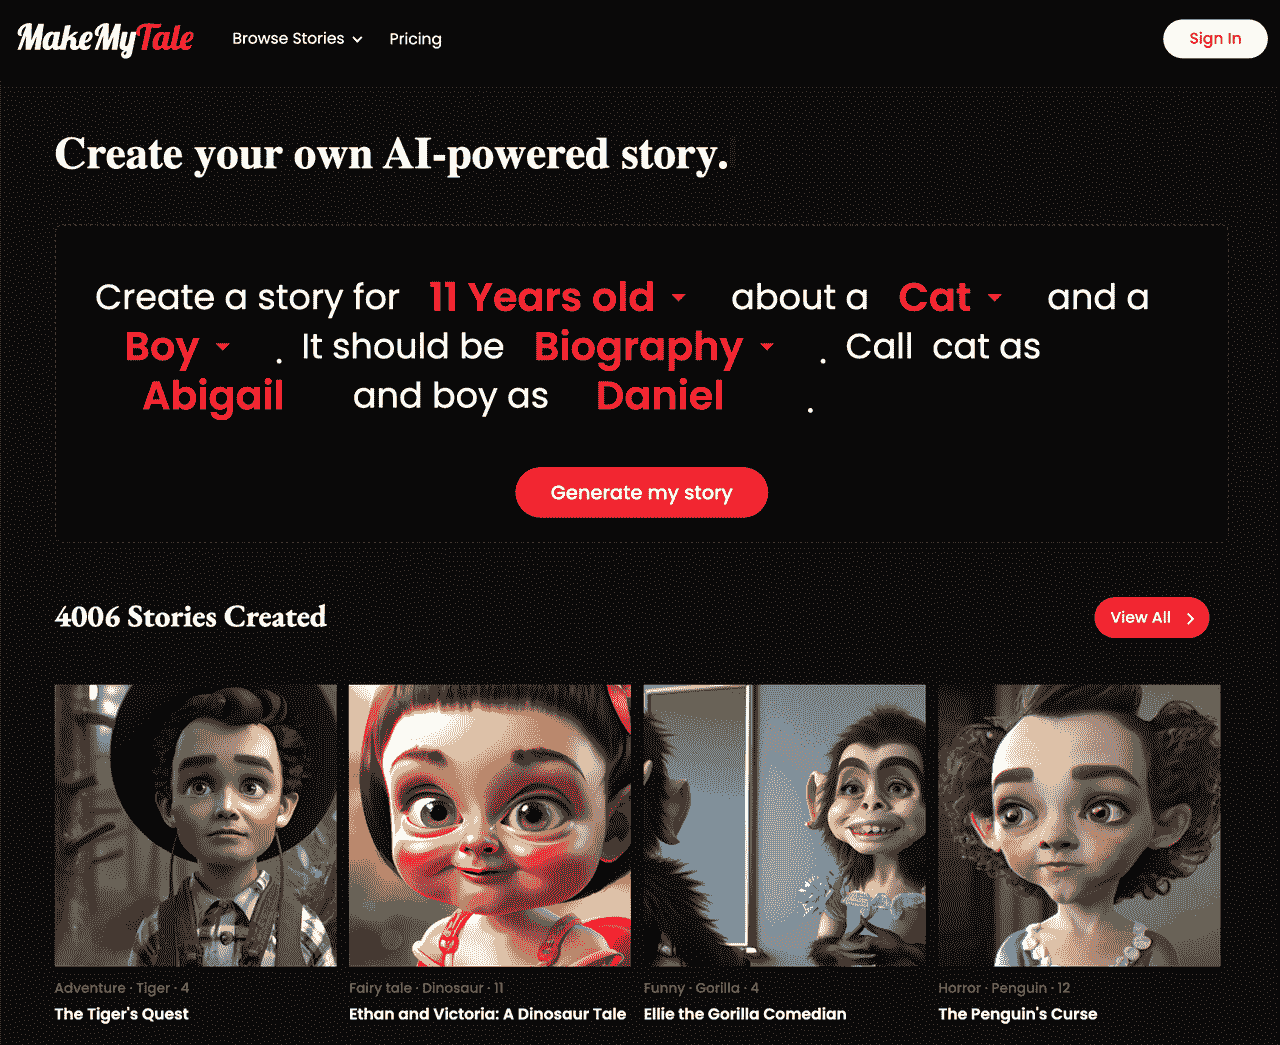 MakeMyTale Browse Stories Pricing Sign In
Create your own AI-powered story.
Create a story for 11 Years old about a Cat and a
Boy . It should be Biography . Call cat as
Abigail and boy as Daniel .
Generate my story
4006 Stories Created View All
Adventure · Tiger · 4
The Tiger's Quest
Fairy tale · Dinosaur · 11
Ethan and Victoria: A Dinosaur Tale
Funny · Gorilla · 4
Ellie the Gorilla Comedian
Horror · Penguin · 12
The Penguin's Curse